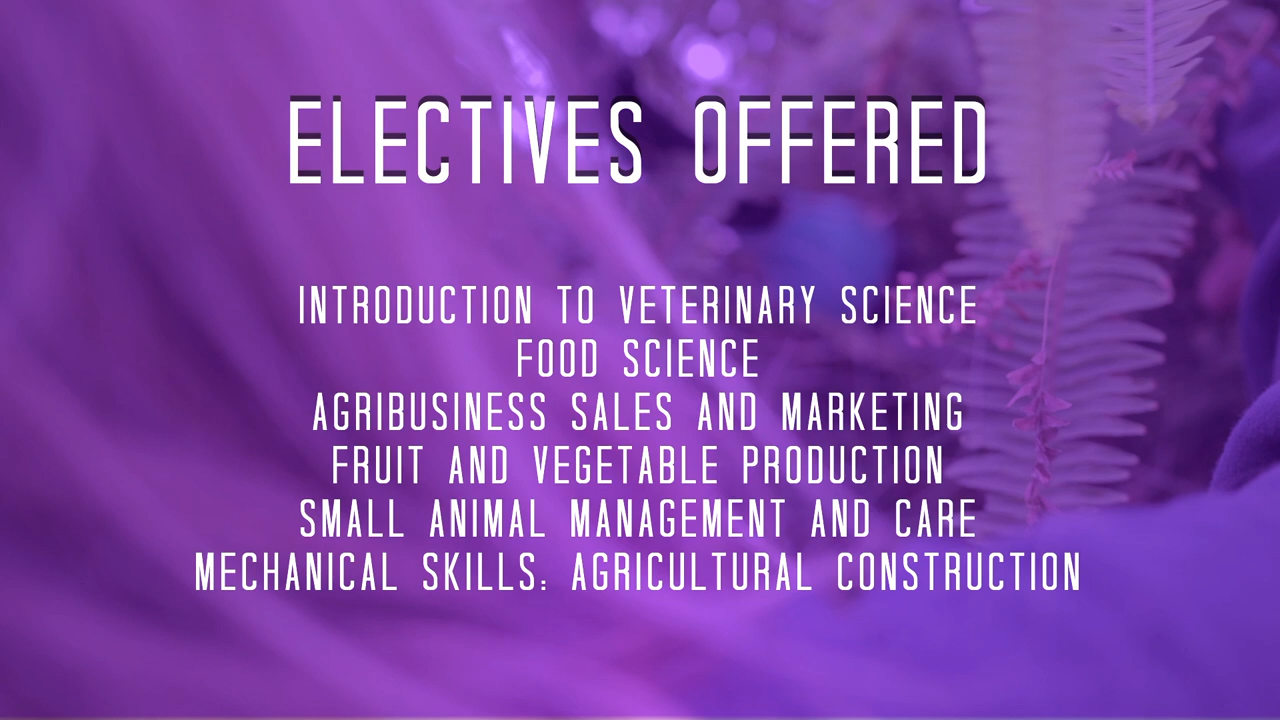 ELECTIVES OFFERED
INTRODUCTION TO VETERINARY SCIENCE
FOOD SCIENCE
AGRIBUSINESS SALES AND MARKETING
FRUIT AND VEGETABLE PRODUCTION
SMALL ANIMAL MANAGEMENT AND CARE
MECHANICAL SKILLS: AGRICULTURAL CONSTRUCTION